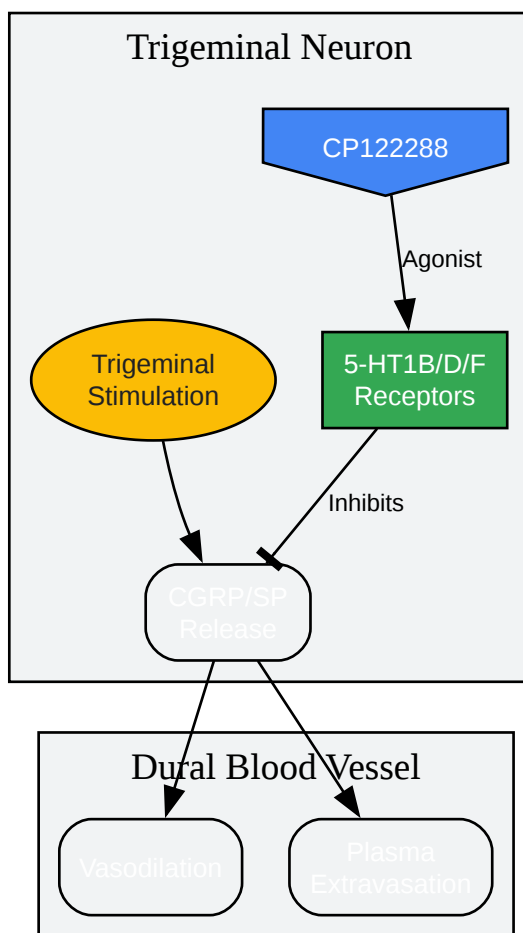 Trigeminal Neuron
CP122288
Agonist
Trigeminal
Stimulation
5-HT1B/D/F
Receptors
Inhibits
CGRP/SP
Release
Dural Blood Vessel
Vasodilation
Plasma
Extravasation